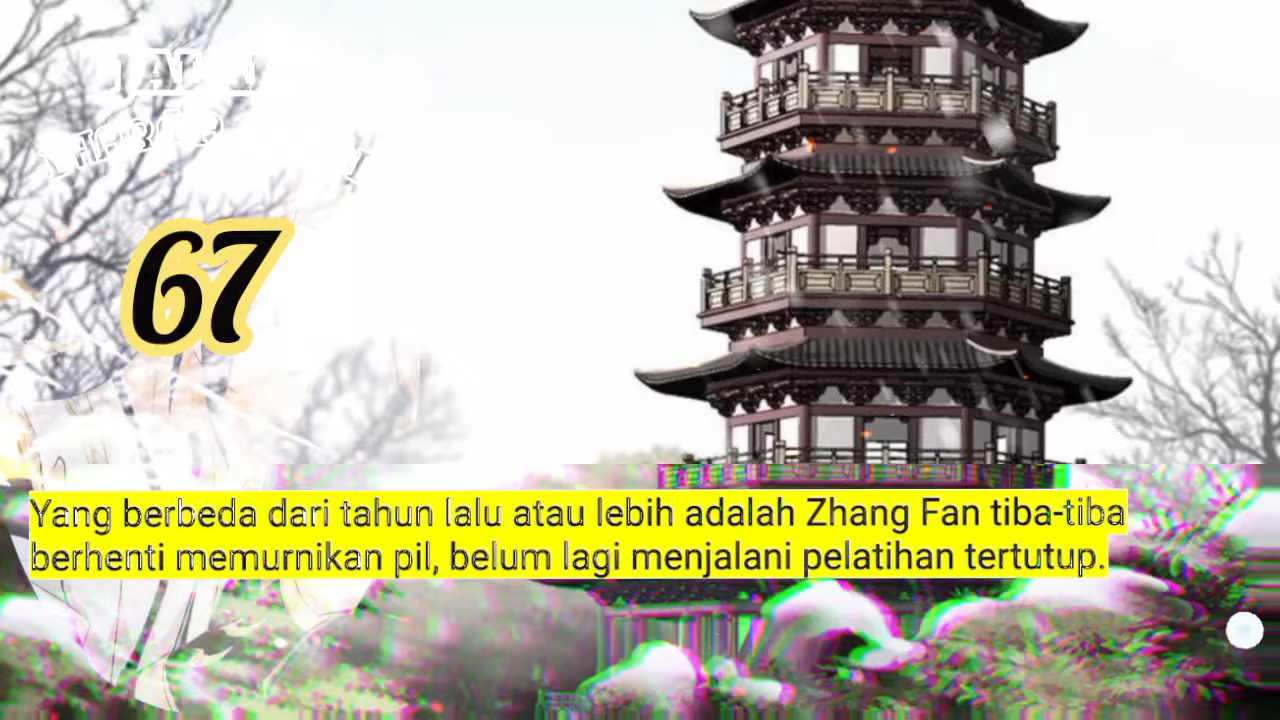 67
Yang berbeda dari tahun lalu atau lebih adalah Zhang Fan tiba-tiba
berhenti memurnikan pil, belum lagi menjalani pelatihan tertutup.